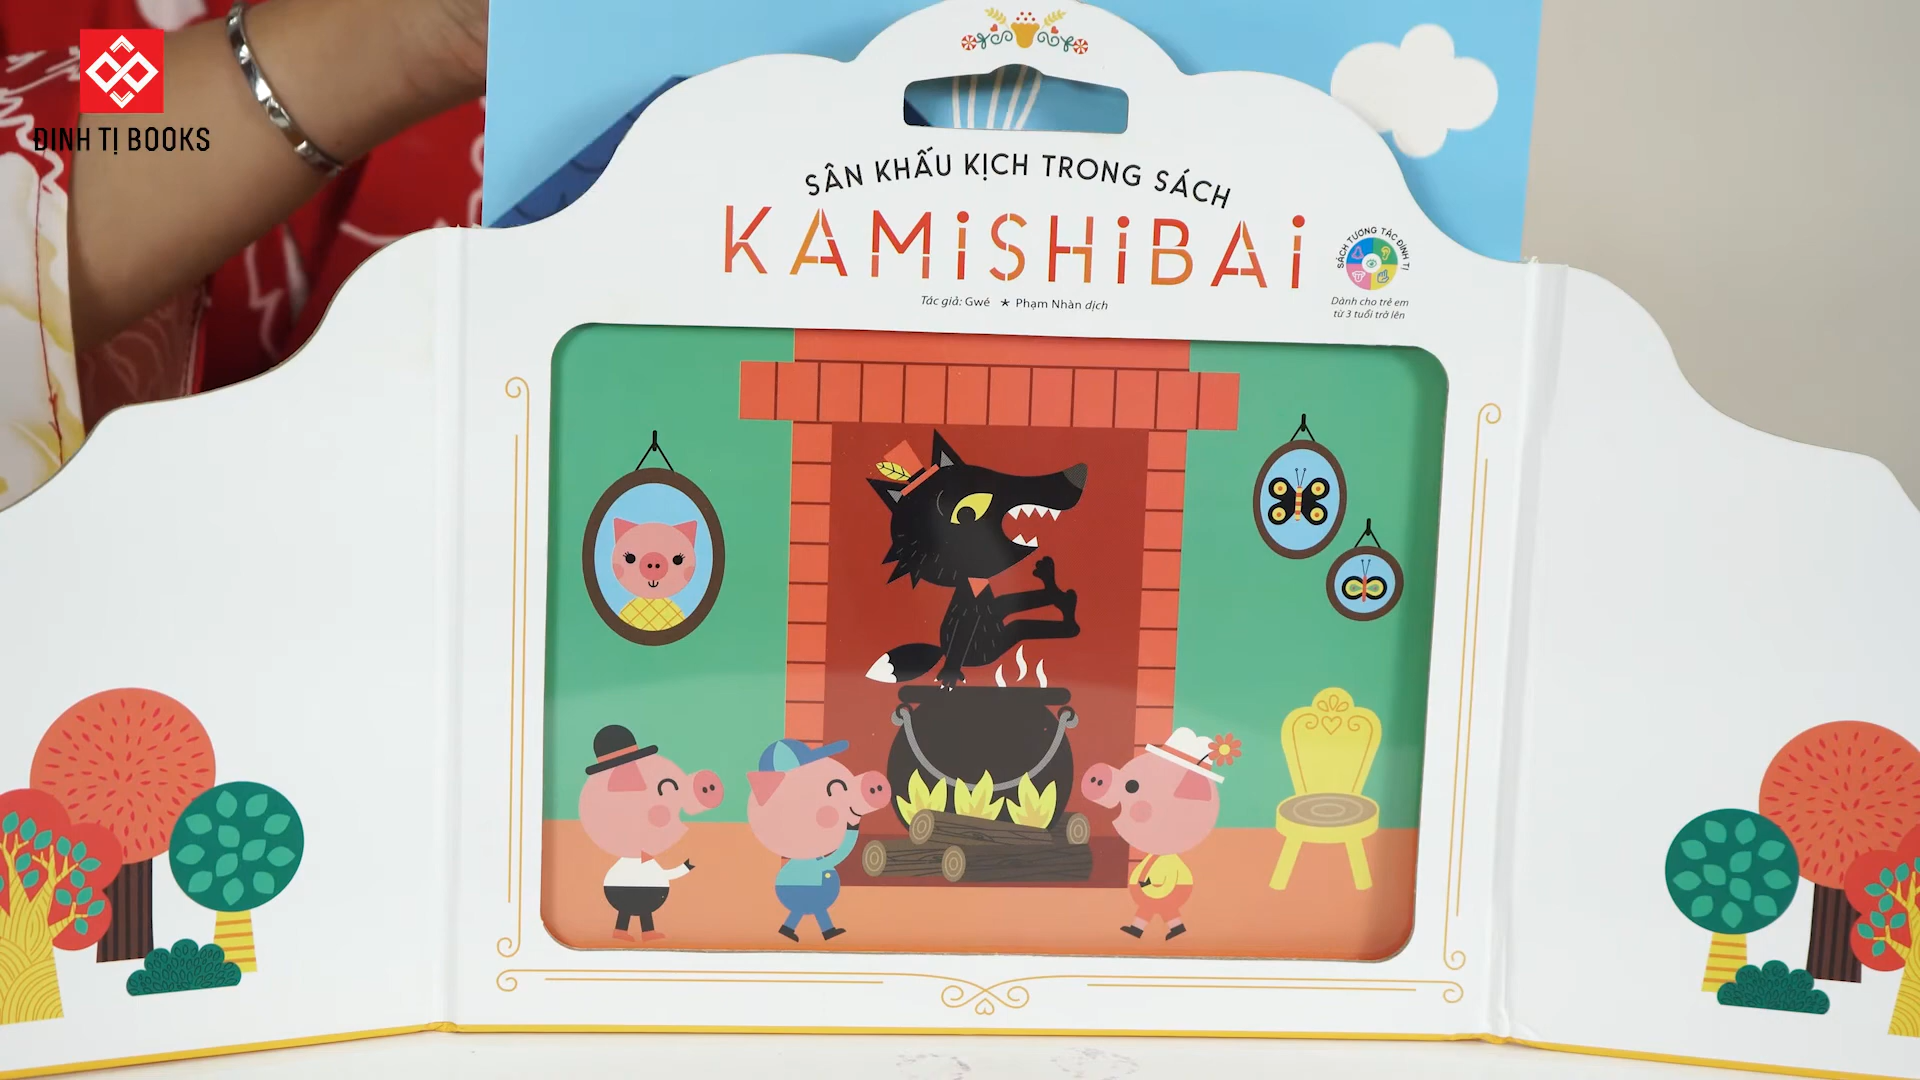 ĐINH TỊ BOOKS
SÂN KHẤU KỊCH TRONG SÁCH
KAMiSHiBAi
Tác giả: Gwé ★ Phạm Nhàn dịch
SÁCH TƯƠNG TÁC ĐINH TỊ
Dành cho trẻ em
từ 3 tuổi trở lên